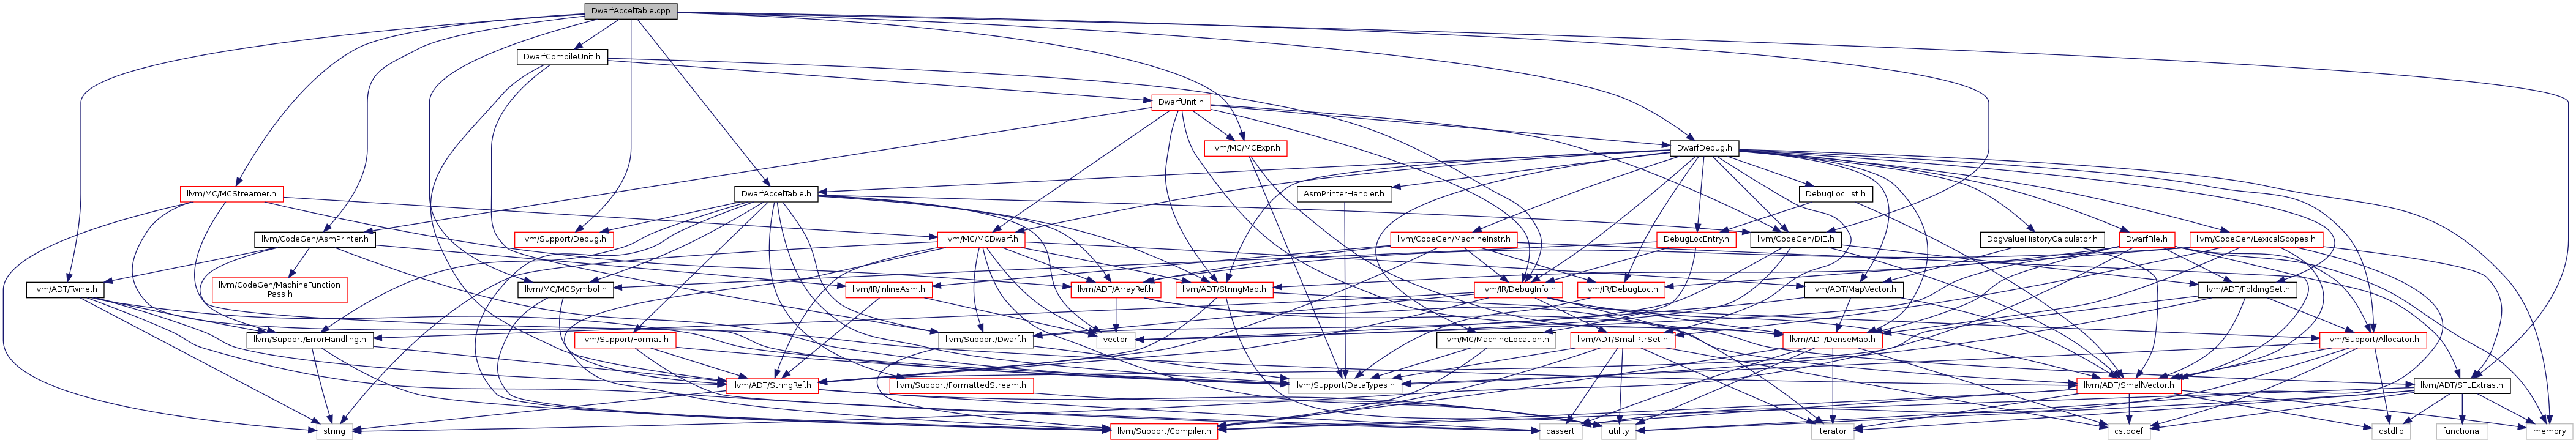 DwarfAccelTable.cpp
DwarfCompileUnit.h
DwarfUnit.h
llvm/MC/MCExpr.h
DwarfDebug.h
llvm/MC/MCStreamer.h
DwarfAccelTable.h
AsmPrinterHandler.h
DebugLocList.h
llvm/CodeGen/AsmPrinter.h
llvm/Support/Debug.h
llvm/MC/MCDwarf.h
llvm/CodeGen/MachineInstr.h
DebugLocEntry.h
llvm/CodeGen/DIE.h
DbgValueHistoryCalculator.h
DwarfFile.h
llvm/CodeGen/LexicalScopes.h
llvm/ADT/Twine.h
llvm/CodeGen/MachineFunction
Pass.h
llvm/MC/MCSymbol.h
llvm/IR/InlineAsm.h
llvm/ADT/ArrayRef.h
llvm/ADT/StringMap.h
llvm/IR/DebugInfo.h
llvm/IR/DebugLoc.h
llvm/ADT/MapVector.h
llvm/ADT/FoldingSet.h
llvm/Support/ErrorHandling.h
llvm/Support/Format.h
llvm/Support/Dwarf.h
vector
llvm/MC/MachineLocation.h
llvm/ADT/SmallPtrSet.h
llvm/ADT/DenseMap.h
llvm/Support/Allocator.h
llvm/ADT/StringRef.h
llvm/Support/FormattedStream.h
llvm/Support/DataTypes.h
llvm/ADT/SmallVector.h
llvm/ADT/STLExtras.h
string
llvm/Support/Compiler.h
cassert
utility
iterator
cstddef
cstdlib
functional
memory